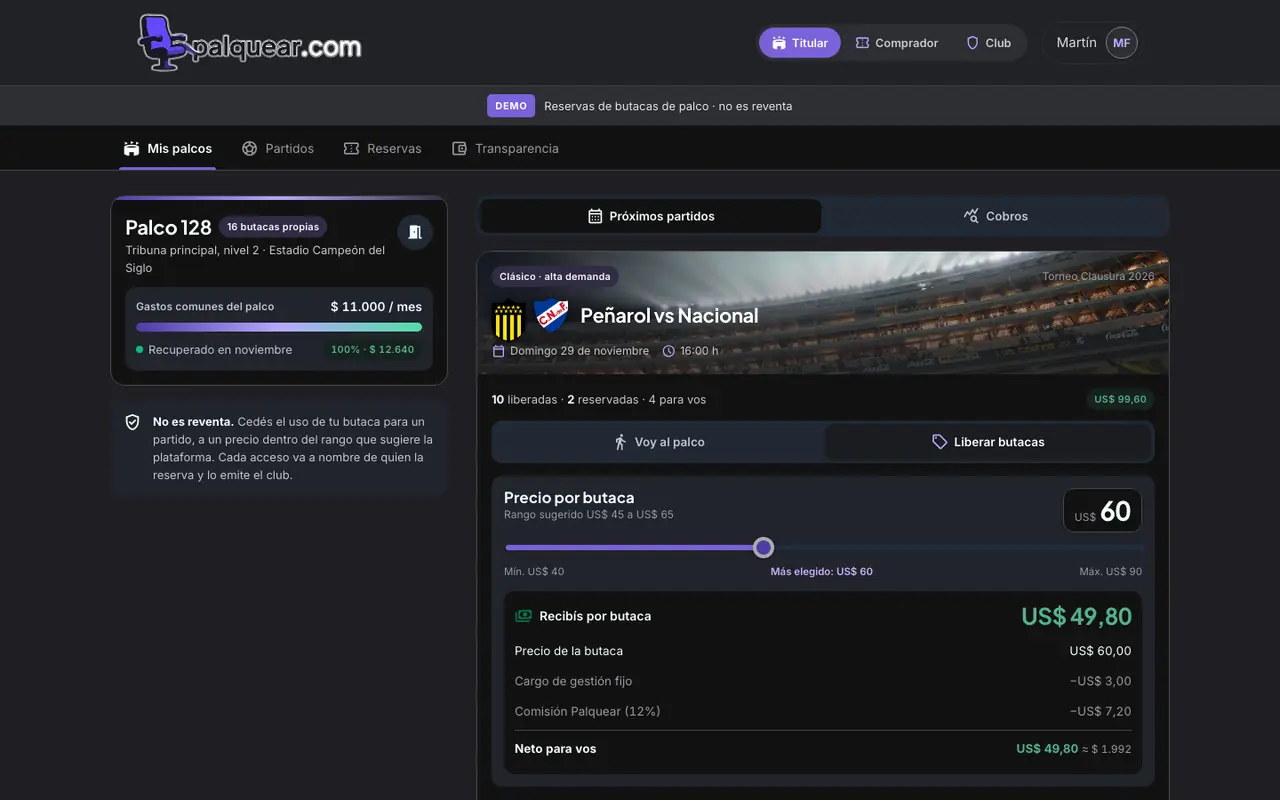 palquear.com
Titular
Comprador
Club
Martín
MF
DEMO
Reservas de butacas de palco · no es reventa
Mis palcos
Partidos
Reservas
Transparencia
Palco 128
16 butacas propias
Tribuna principal, nivel 2 · Estadio Campeón del
Siglo
Gastos comunes del palco
$ 11.000 / mes
Recuperado en noviembre
100% · $ 12.640
No es reventa. Cedés el uso de tu butaca para un
partido, a un precio dentro del rango que sugiere la
plataforma. Cada acceso va a nombre de quien la
reserva y lo emite el club.
Próximos partidos
Cobros
Clásico · alta demanda
Torneo Clausura 2026
C.N.de F.
Peñarol vs Nacional
Domingo 29 de noviembre
16:00 h
10 liberadas · 2 reservadas · 4 para vos
US$ 99,60
Voy al palco
Liberar butacas
Precio por butaca
Rango sugerido US$ 45 a US$ 65
US$ 60
Mín. US$ 40
Más elegido: US$ 60
Máx. US$ 90
Recibís por butaca
US$ 49,80
Precio de la butaca
US$ 60,00
Cargo de gestión fijo
−US$ 3,00
Comisión Palquear (12%)
−US$ 7,20
Neto para vos
US$ 49,80 ≈ $ 1.992